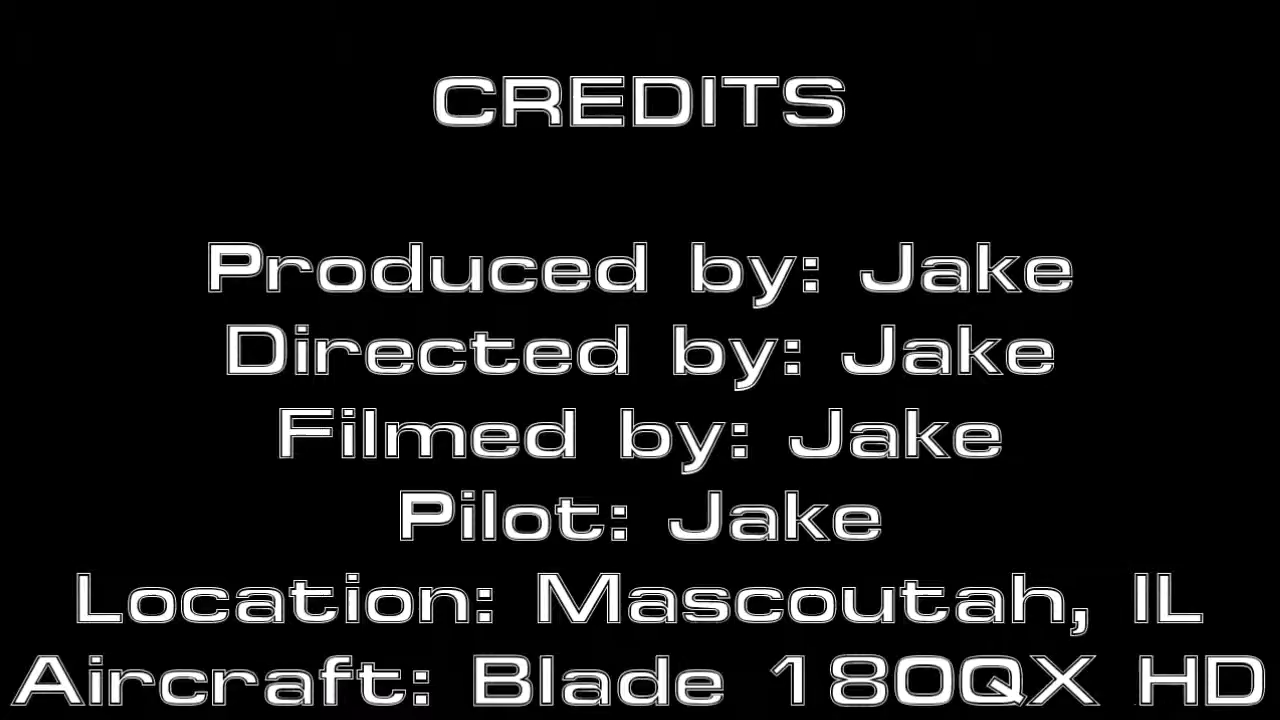 CREDITS
Produced by: Jake
Directed by: Jake
Filmed by: Jake
Pilot: Jake
Location: Mascoutah, IL
Aircraft: Blade 180QX HD